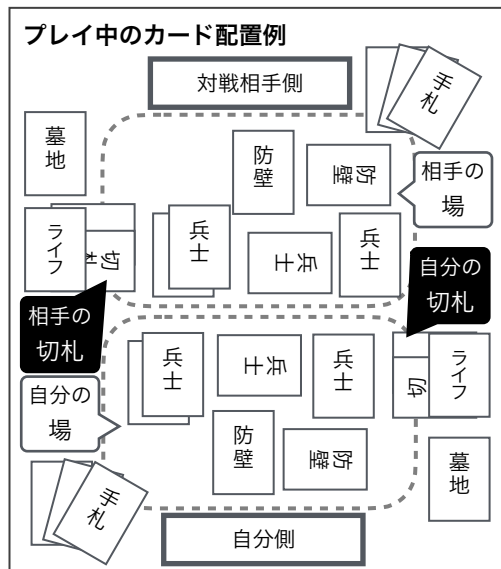 プレイ中のカード配置例
対戦相手側
手札
墓地
防壁
防壁
相手の
場
ライフ
切札
兵士
兵士
兵士
自分の
切札
相手の
切札
兵士
兵士
兵士
切
ライフ
自分の
場
防壁
防壁
墓地
手札
自分側